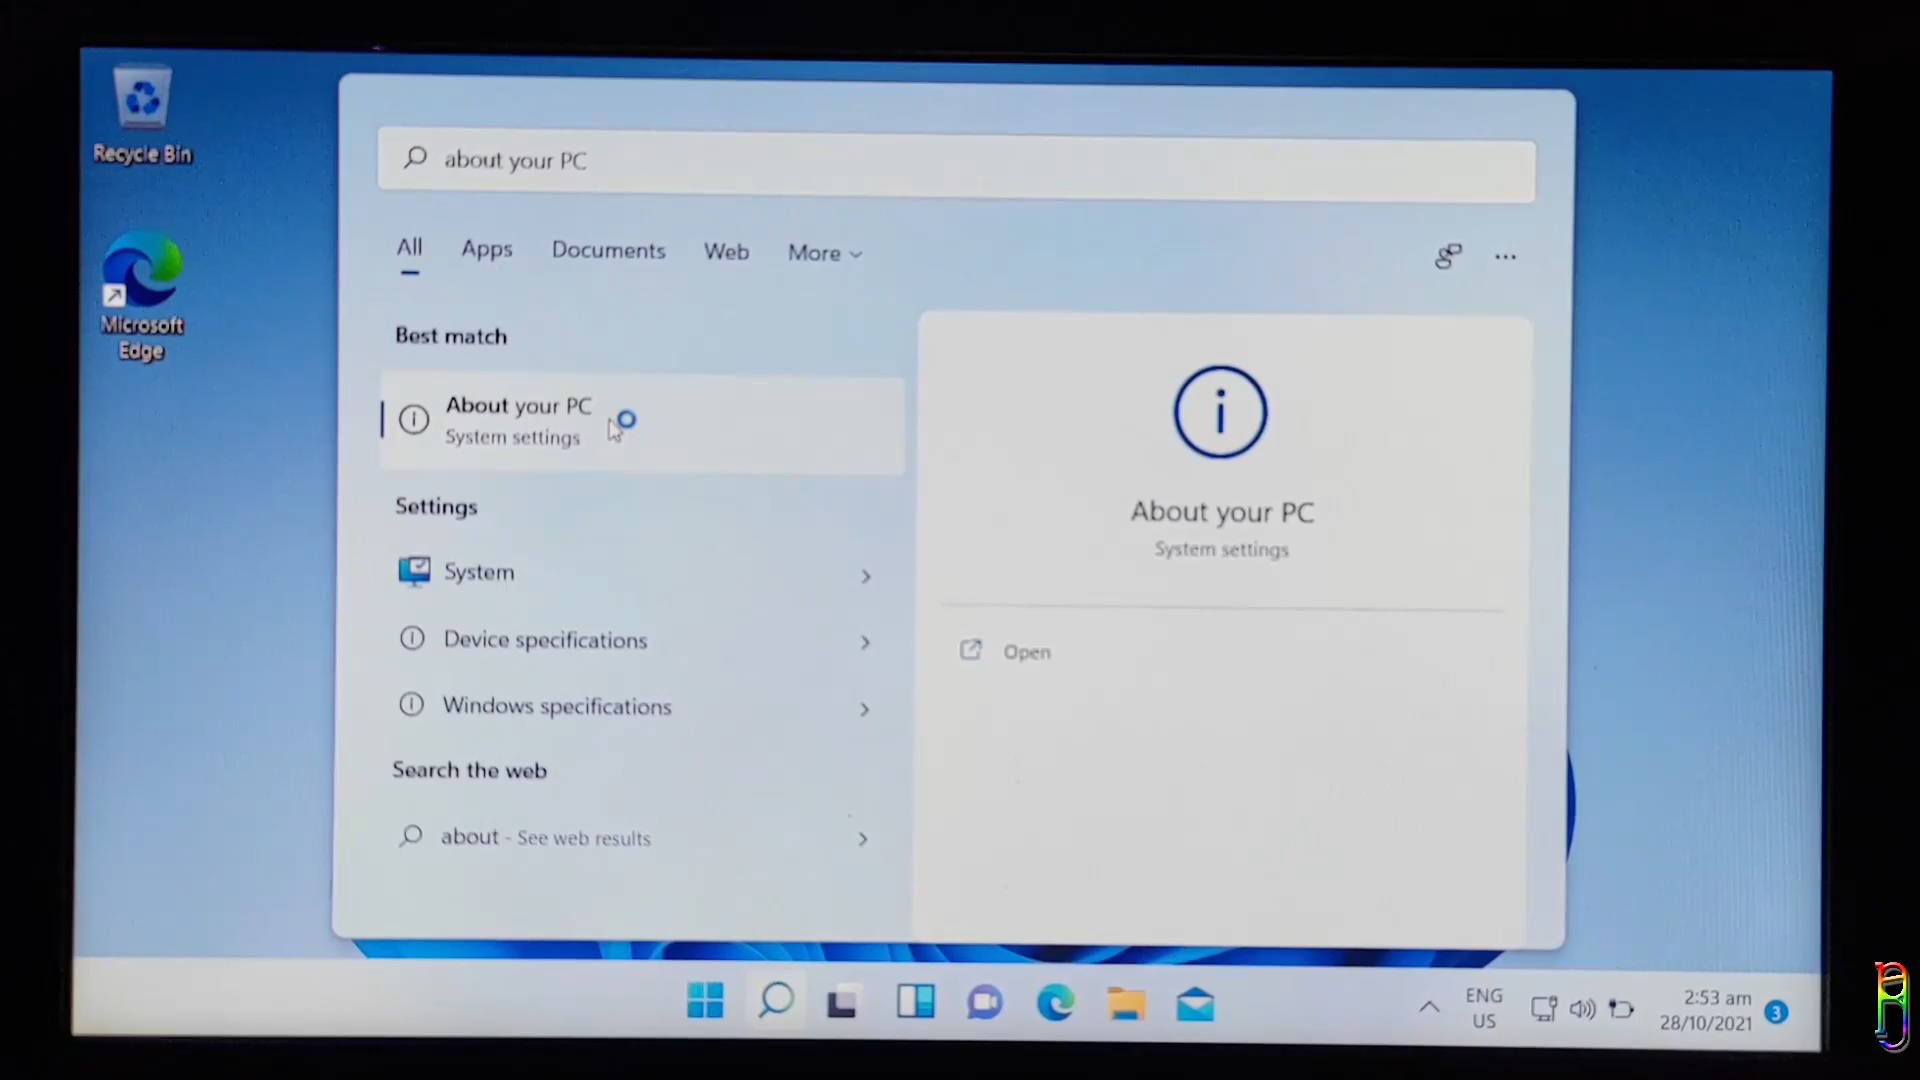 Recycle Bin
Microsoft
Edge
about your PC
All Apps Documents Web More
Best match
About your PC
System settings
Settings
System
Device specifications
Windows specifications
Search the web
about - See web results
About your PC
System settings
Open
ENG
US
2:53 am
28/10/2021
3